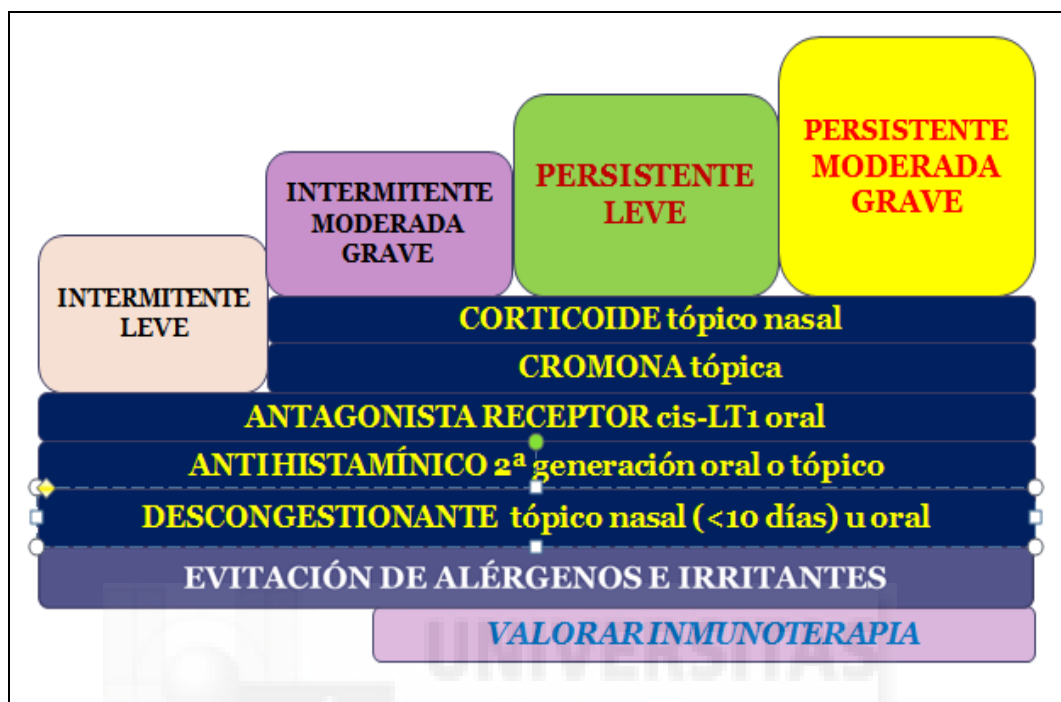 PERSISTENTE
MODERADA
GRAVE
PERSISTENTE
LEVE
INTERMITENTE
MODERADA
GRAVE
INTERMITENTE
LEVE
CORTICOIDE tópico nasal
CROMONA tópica
ANTAGONISTA RECEPTOR cis-LT1 oral
ANTIHISTAMÍNICO 2ª generación oral o tópico
DESCONGESTIONANTE tópico nasal (<10 días) u oral
EVITACIÓN DE ALÉRGENOS E IRRITANTES
VALORAR INMUNOTERAPIA
UNIVERSITAS